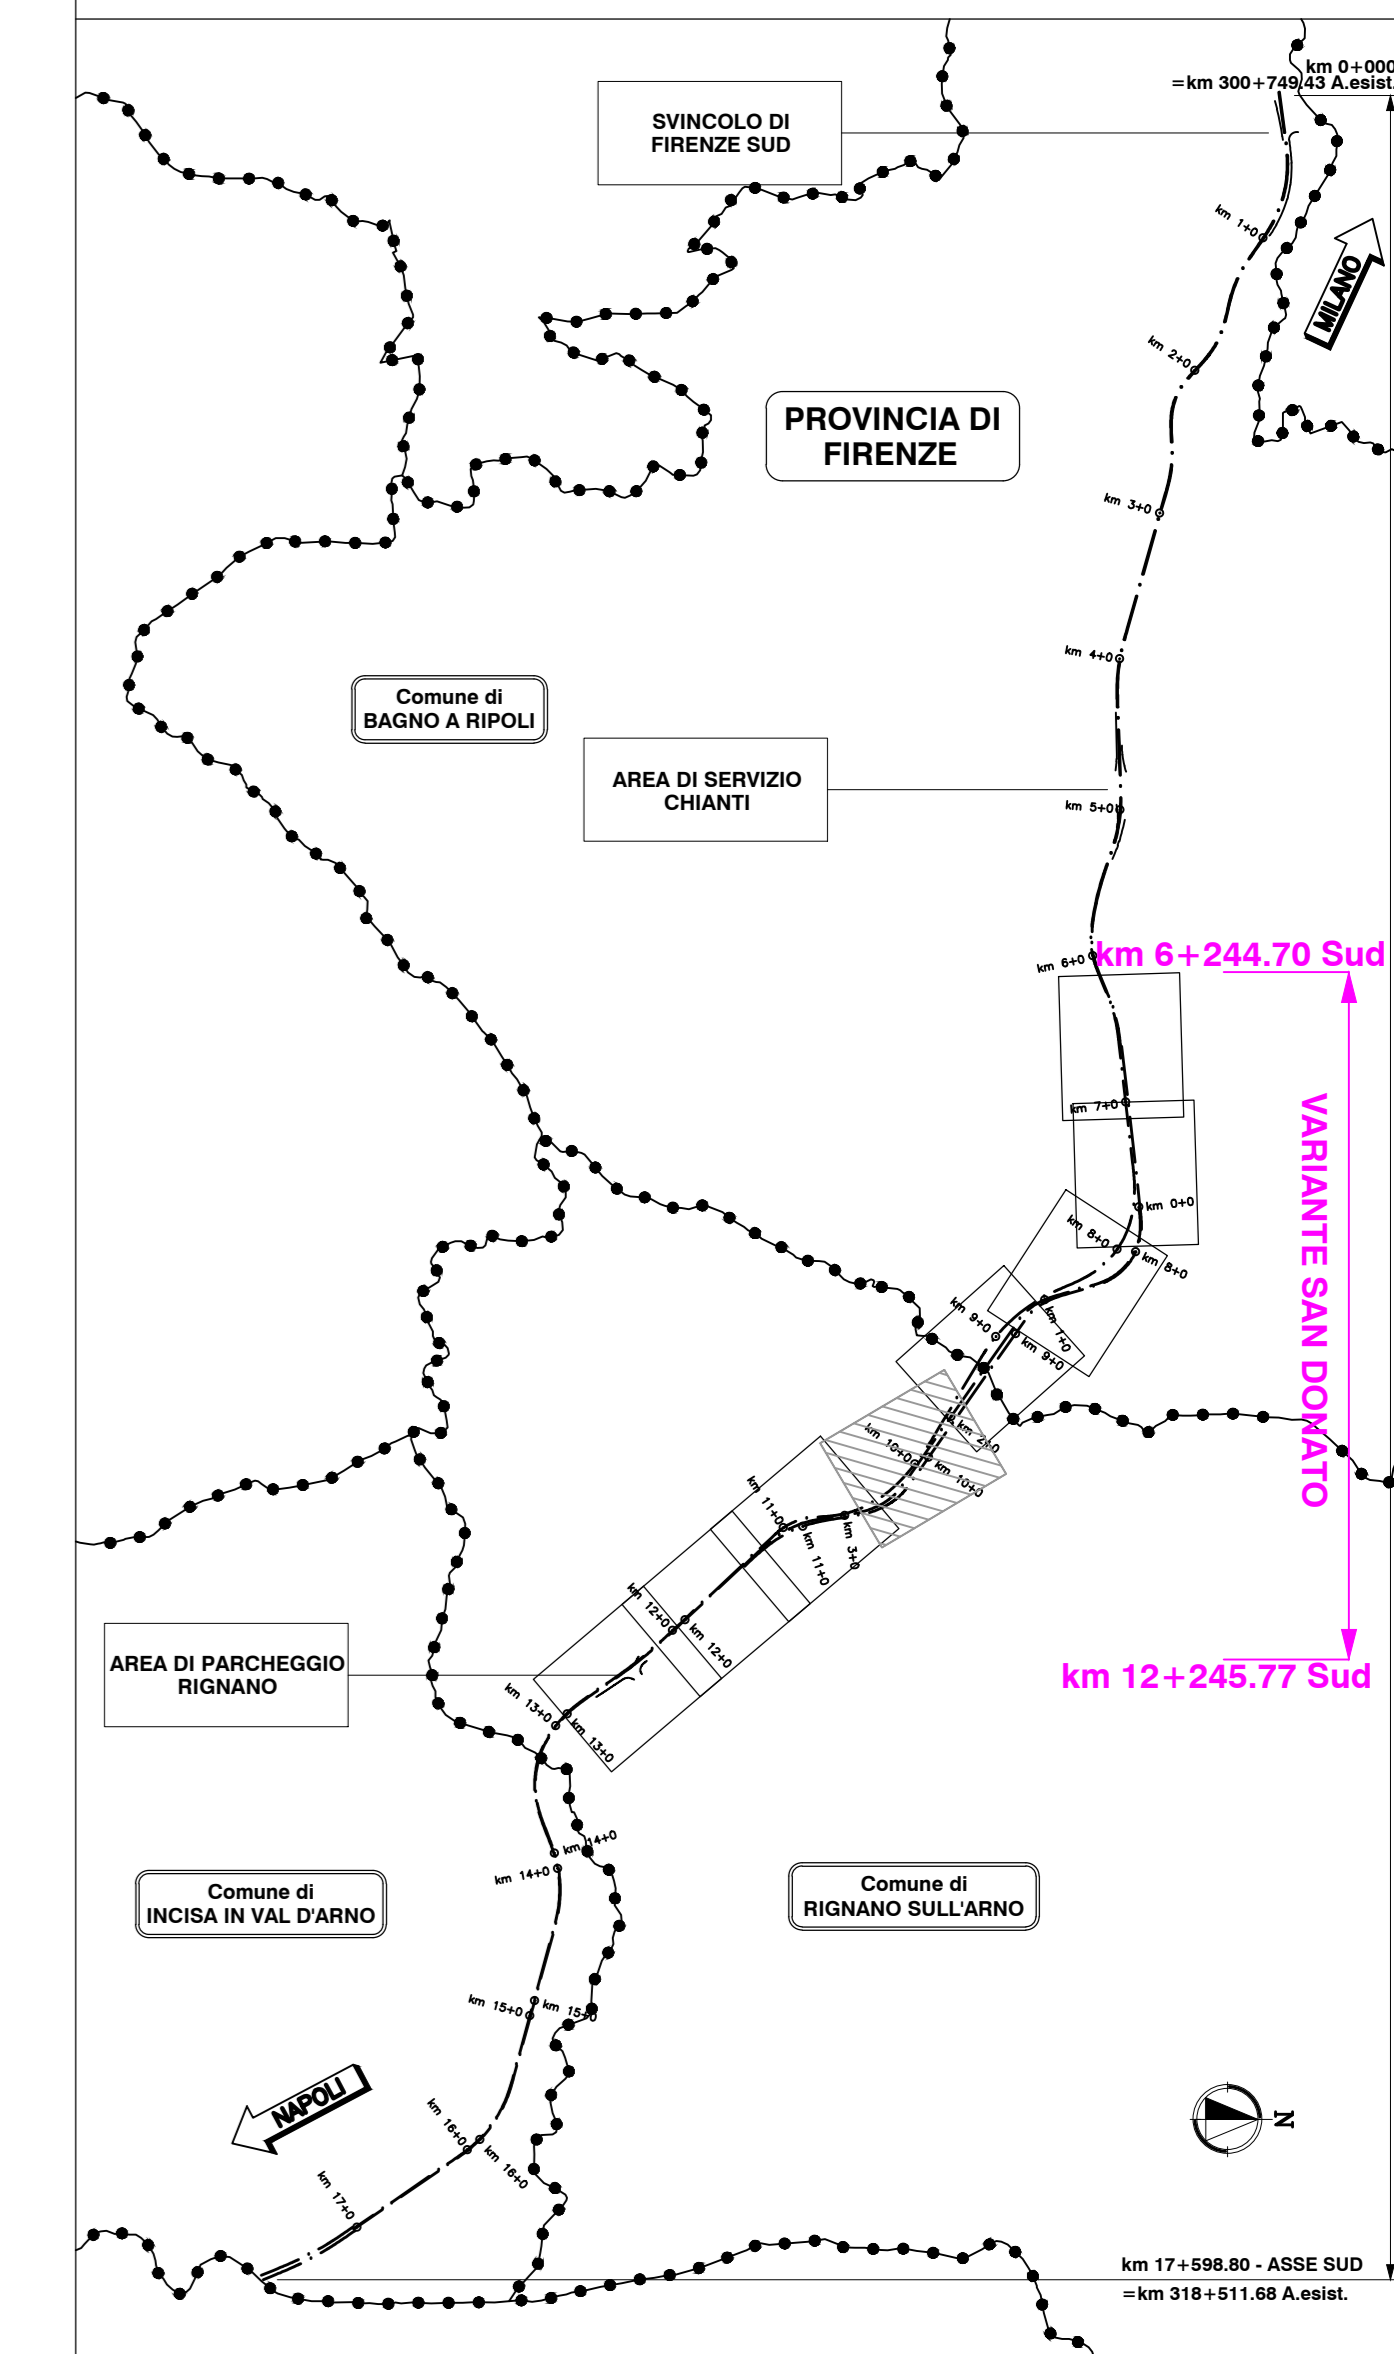 km 0+000
=km 300+749.43 A.esist.
SVINCOLO DI
FIRENZE SUD
km 1+0
MILANO
km 2+0
PROVINCIA DI
FIRENZE
km 3+0
km 4+0
Comune di
BAGNO A RIPOLI
AREA DI SERVIZIO
CHIANTI
km 5+0
km 6+244.70 Sud
km 6+0
km 7+0
VARIANTE SAN DONATO
km 0+0
km 8+0
km 8+0
km 9+0
km 1+0
km 9+0
km 10+0
km 2+0
km 10+0
km 11+0
km 11+0
km 3+0
km 12+0
km 12+0
AREA DI PARCHEGGIO
RIGNANO
km 12+245.77 Sud
km 13+0
km 13+0
km 14+0
km 14+0
Comune di
INCISA IN VAL D'ARNO
Comune di
RIGNANO SULL'ARNO
km 15+0
km 15+0
NAPOLI
km 16+0
km 16+0
N
km 17+0
km 17+598.80 - ASSE SUD
=km 318+511.68 A.esist.